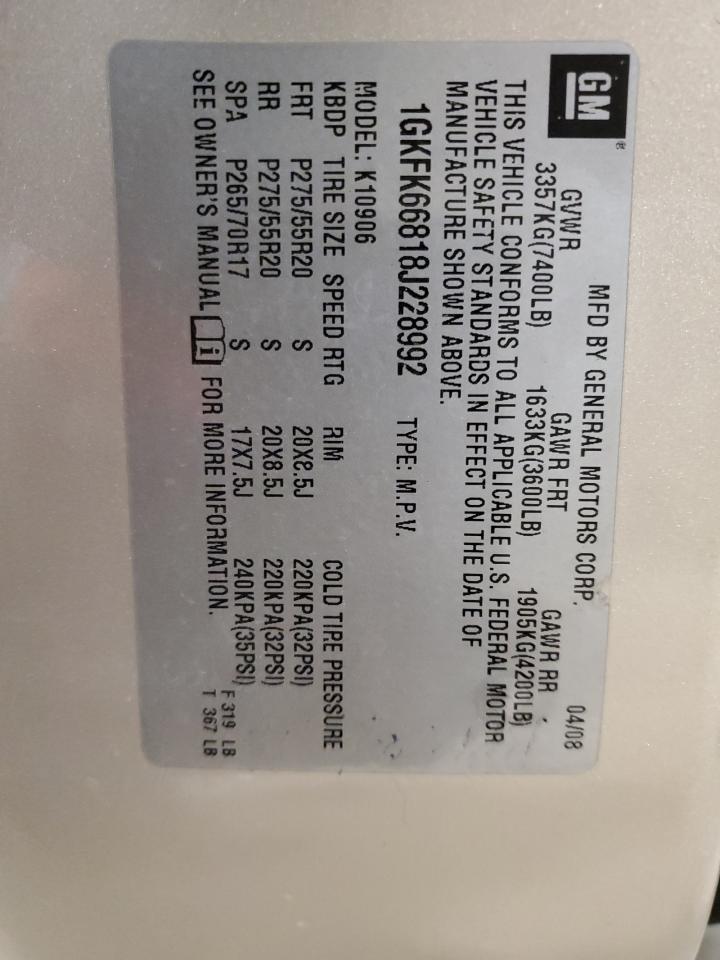 GM®
MFD BY GENERAL MOTORS CORP. 04/08
GVWR GAWR FRT GAWR RR
3357KG(7400LB) 1633KG(3600LB) 1905KG(4200LB)
THIS VEHICLE CONFORMS TO ALL APPLICABLE U.S. FEDERAL MOTOR
VEHICLE SAFETY STANDARDS IN EFFECT ON THE DATE OF
MANUFACTURE SHOWN ABOVE.
1GKFK66818J228992 TYPE: M.P.V.
MODEL: K10906
KBDP TIRE SIZE SPEED RTG RIM COLD TIRE PRESSURE
FRT P275/55R20 S 20X8.5J 220KPA(32PSI)
RR P275/55R20 S 20X8.5J 220KPA(32PSI)
SPA P265/70R17 S 17X7.5J 240KPA(35PSI)
SEE OWNER'S MANUAL i FOR MORE INFORMATION.
F 319 LB
T 367 LB